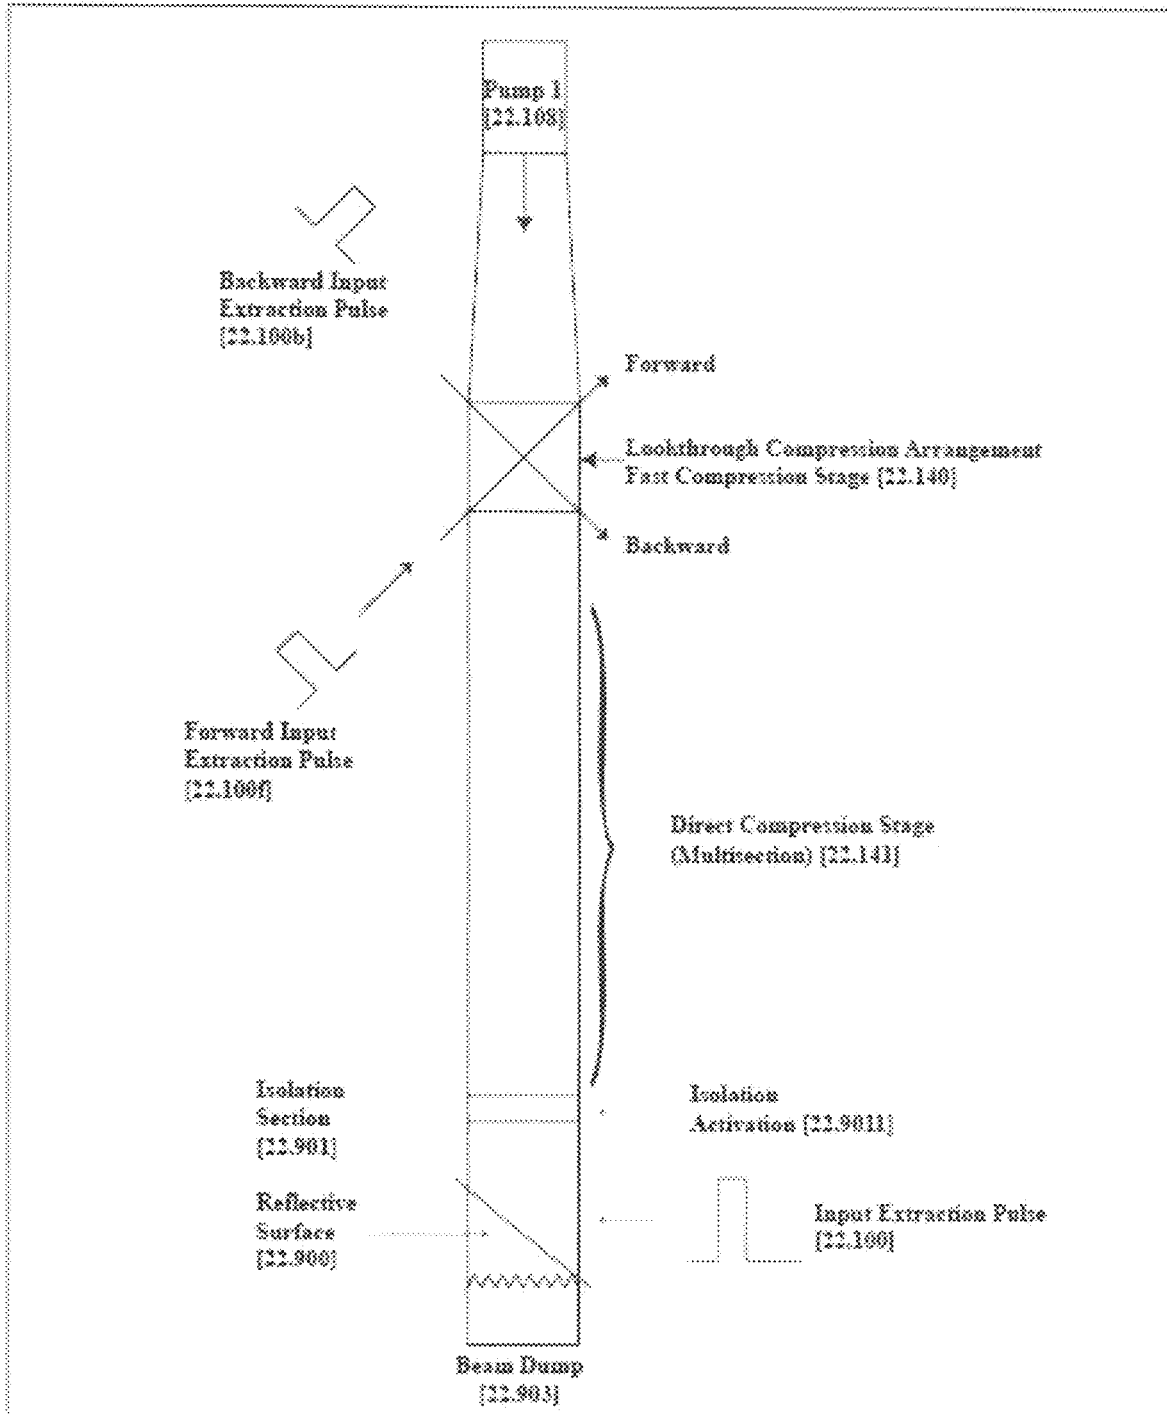 Pump 1
[22.108]
Backward Input
Extraction Pulse
[22.100b]
Forward
Lookthrough Compression Arrangement
Fast Compression Stage [22.140]
Backward
Forward Input
Extraction Pulse
[22.100f]
Direct Compression Stage
(Multisection) [22.141]
Isolation
Section
[22.901]
Isolation
Activation [22.9011]
Reflective
Surface
[22.900]
Input Extraction Pulse
[22.100]
Beam Dump
[22.903]